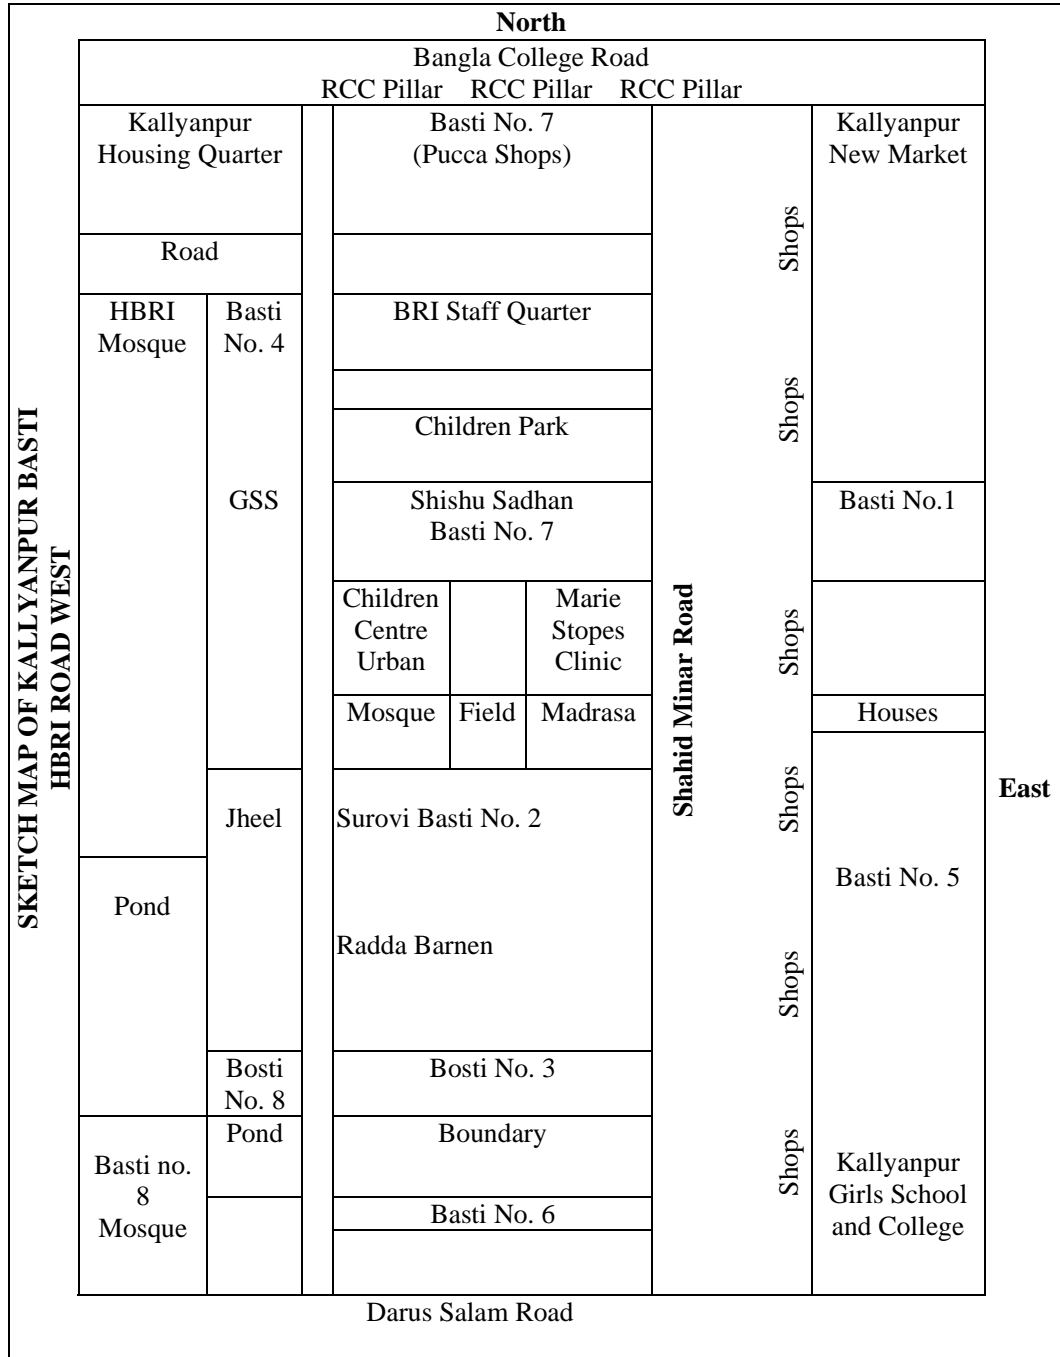 North
Bangla College Road
RCC Pillar RCC Pillar RCC Pillar
SKETCH MAP OF KALLYANPUR BASTI
HBRI ROAD WEST
Kallyanpur
Housing Quarter
Road
HBRI
Mosque
Basti
No. 4
GSS
Jheel
Pond
Bosti
No. 8
Pond
Basti no.
8
Mosque
Basti No. 7
(Pucca Shops)
BRI Staff Quarter
Children Park
Shishu Sadhan
Basti No. 7
Children
Centre
Urban
Marie
Stopes
Clinic
Mosque
Field
Madrasa
Surovi Basti No. 2
Radda Barnen
Bosti No. 3
Boundary
Basti No. 6
Shahid Minar Road
Shops
Shops
Shops
Shops
Shops
Shops
Kallyanpur
New Market
Basti No.1
Houses
Basti No. 5
Kallyanpur
Girls School
and College
East
Darus Salam Road